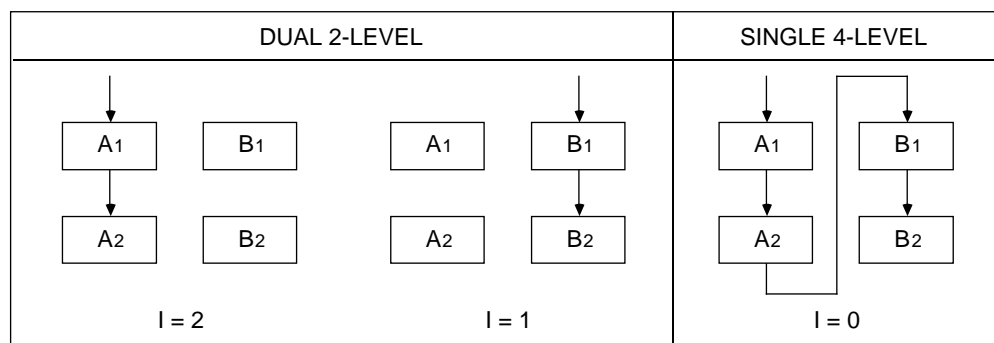 DUAL 2-LEVEL SINGLE 4-LEVEL
A1 B1 A1 B1 A1 B1
A2 B2 A2 B2 A2 B2
I = 2 I = 1 I = 0